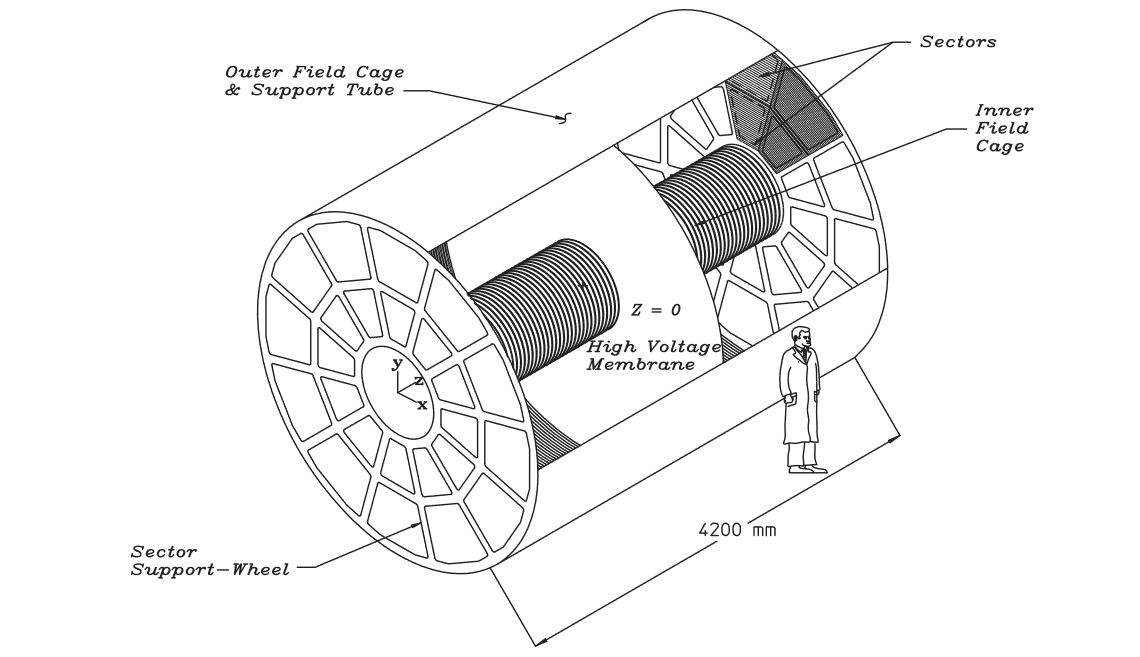 Outer Field Cage
& Support Tube
Sectors
Inner
Field
Cage
Z = 0
High Voltage
Membrane
y
z
x
4200 mm
Sector
Support-Wheel